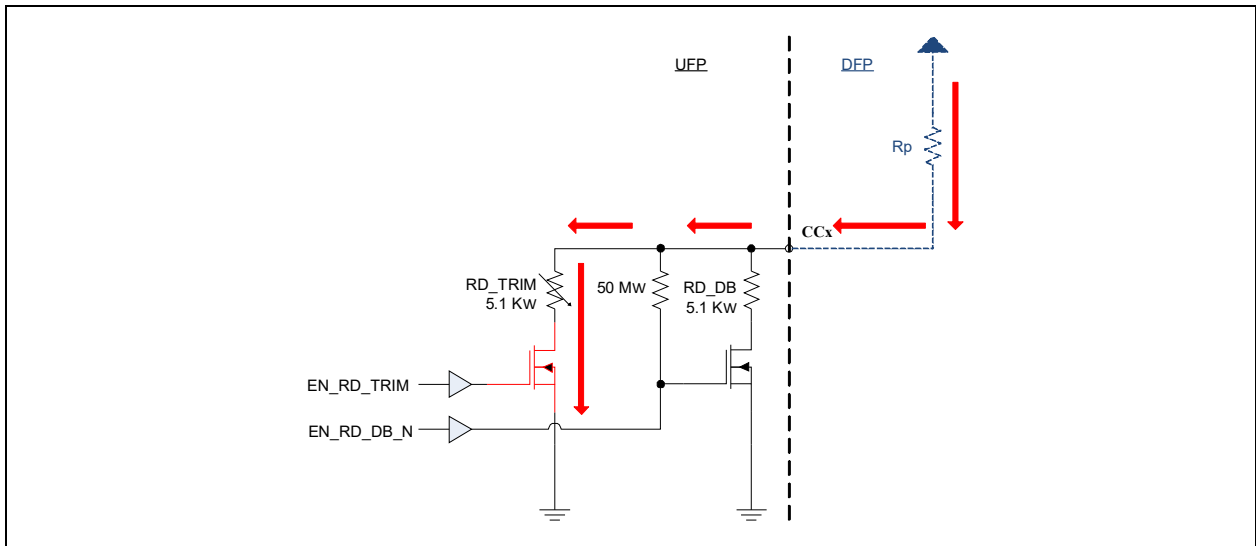 UFP
DFP
Rp
CCx
RD_TRIM
5.1 Kw
50 Mw
RD_DB
5.1 Kw
EN_RD_TRIM
EN_RD_DB_N